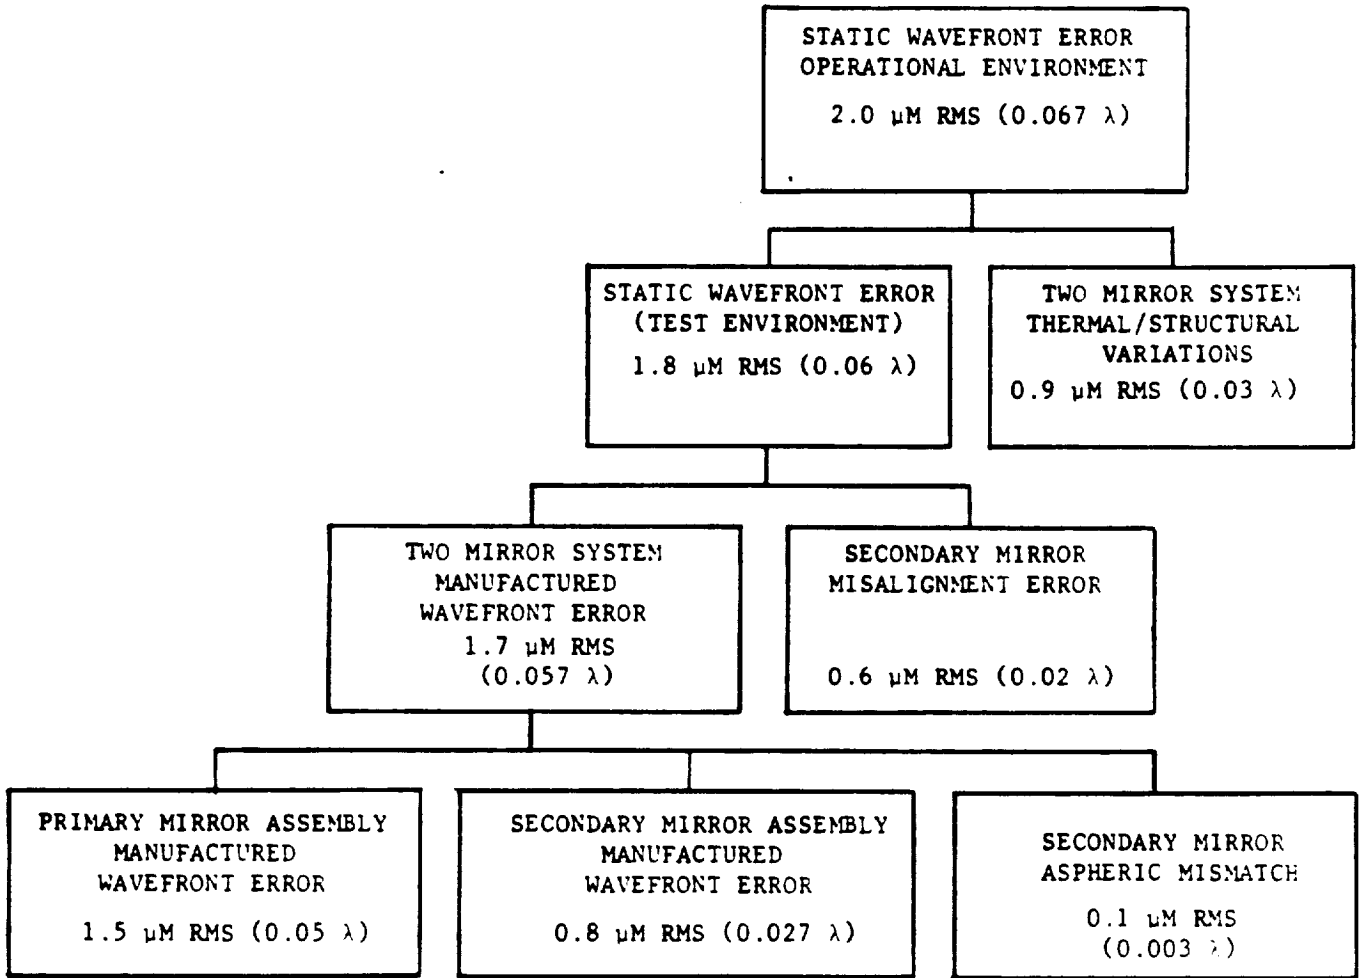 STATIC WAVEFRONT ERROR
OPERATIONAL ENVIRONMENT
2.0 µM RMS (0.067 λ)
STATIC WAVEFRONT ERROR
(TEST ENVIRONMENT)
1.8 µM RMS (0.06 λ)
TWO MIRROR SYSTEM
THERMAL/STRUCTURAL
VARIATIONS
0.9 µM RMS (0.03 λ)
TWO MIRROR SYSTEM
MANUFACTURED
WAVEFRONT ERROR
1.7 µM RMS
(0.057 λ)
SECONDARY MIRROR
MISALIGNMENT ERROR
0.6 µM RMS (0.02 λ)
PRIMARY MIRROR ASSEMBLY
MANUFACTURED
WAVEFRONT ERROR
1.5 µM RMS (0.05 λ)
SECONDARY MIRROR ASSEMBLY
MANUFACTURED
WAVEFRONT ERROR
0.8 µM RMS (0.027 λ)
SECONDARY MIRROR
ASPHERIC MISMATCH
0.1 µM RMS
(0.003 λ)